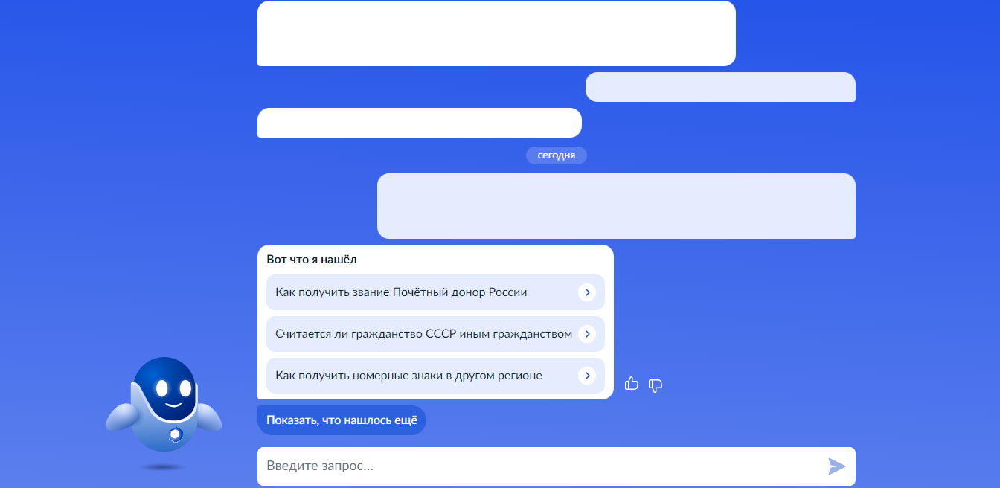 сегодня
Вот что я нашёл
Как получить звание Почётный донор России
Считается ли гражданство СССР иным гражданством
Как получить номерные знаки в другом регионе
Показать, что нашлось ещё
Введите запрос...